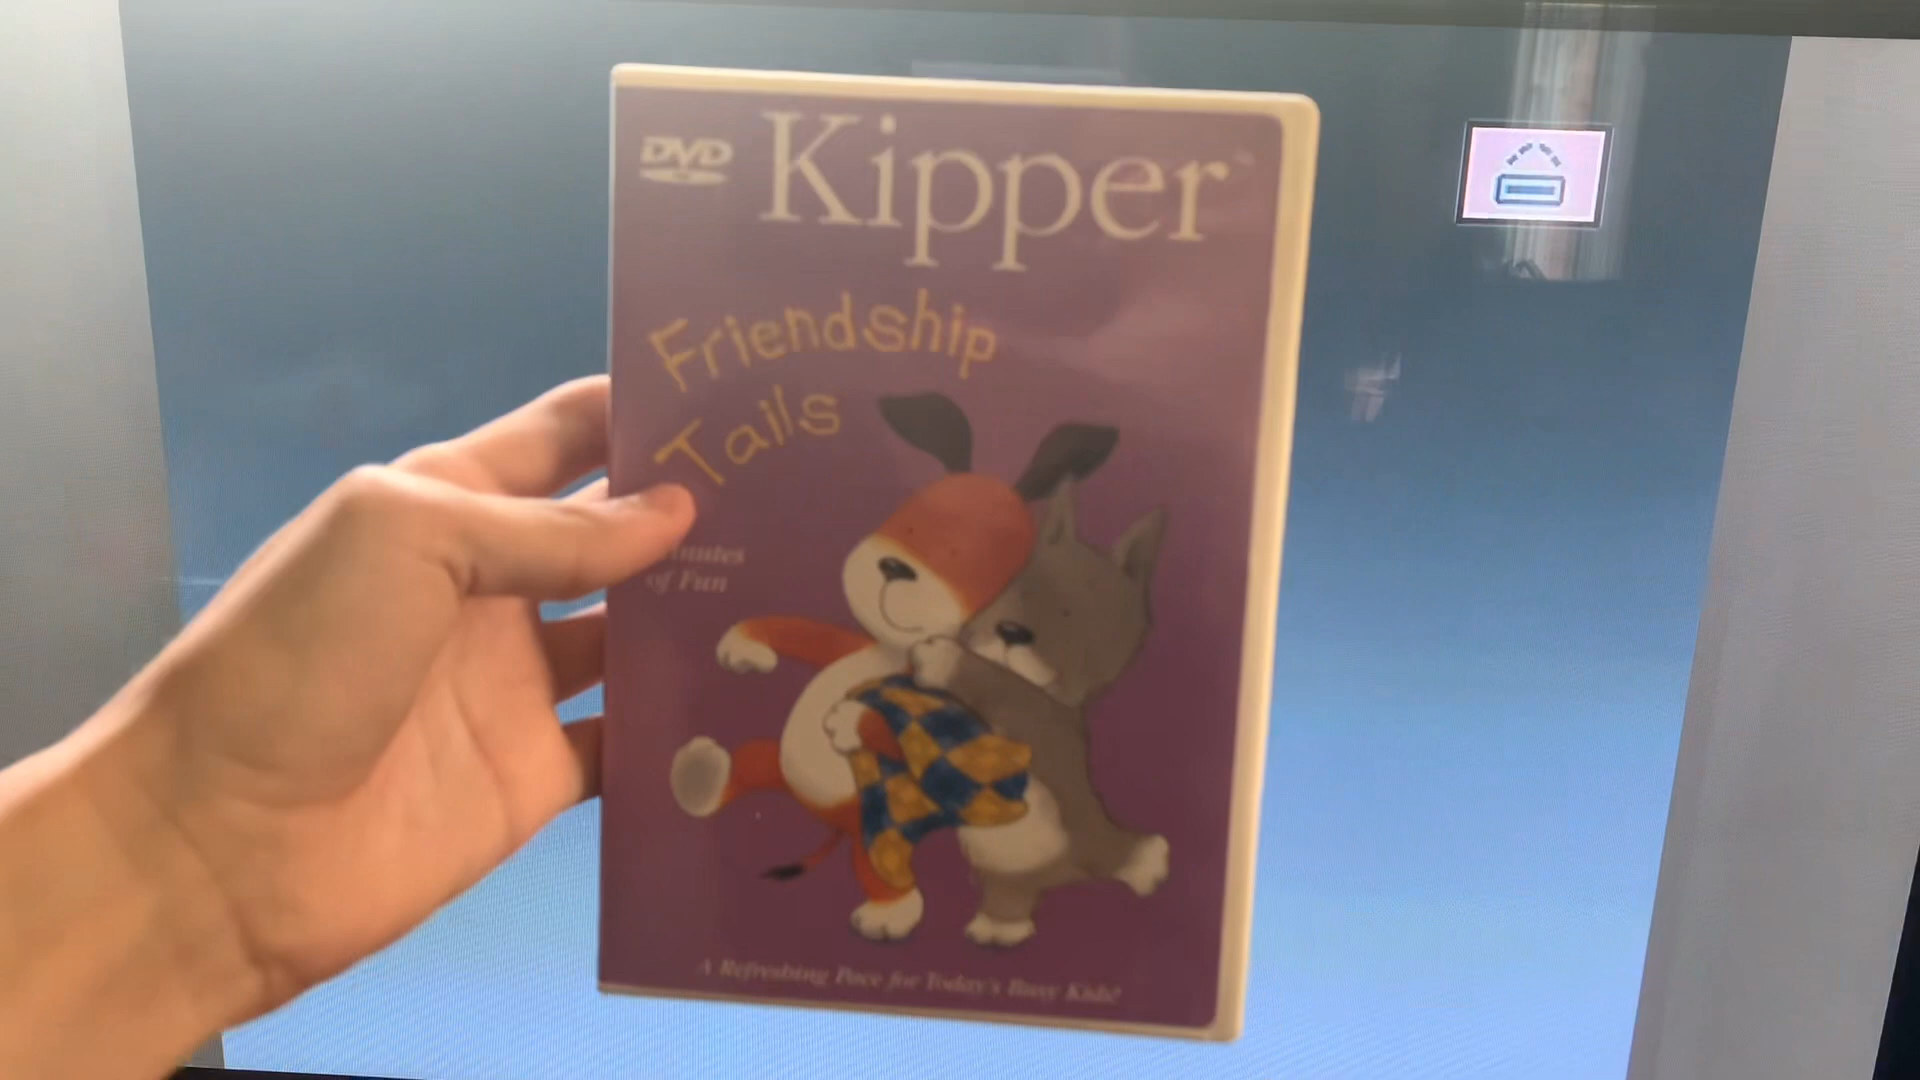 DVD
Kipper
Friendship
Tails
of Fun
A Refreshing Pace for Today's Busy Kids!